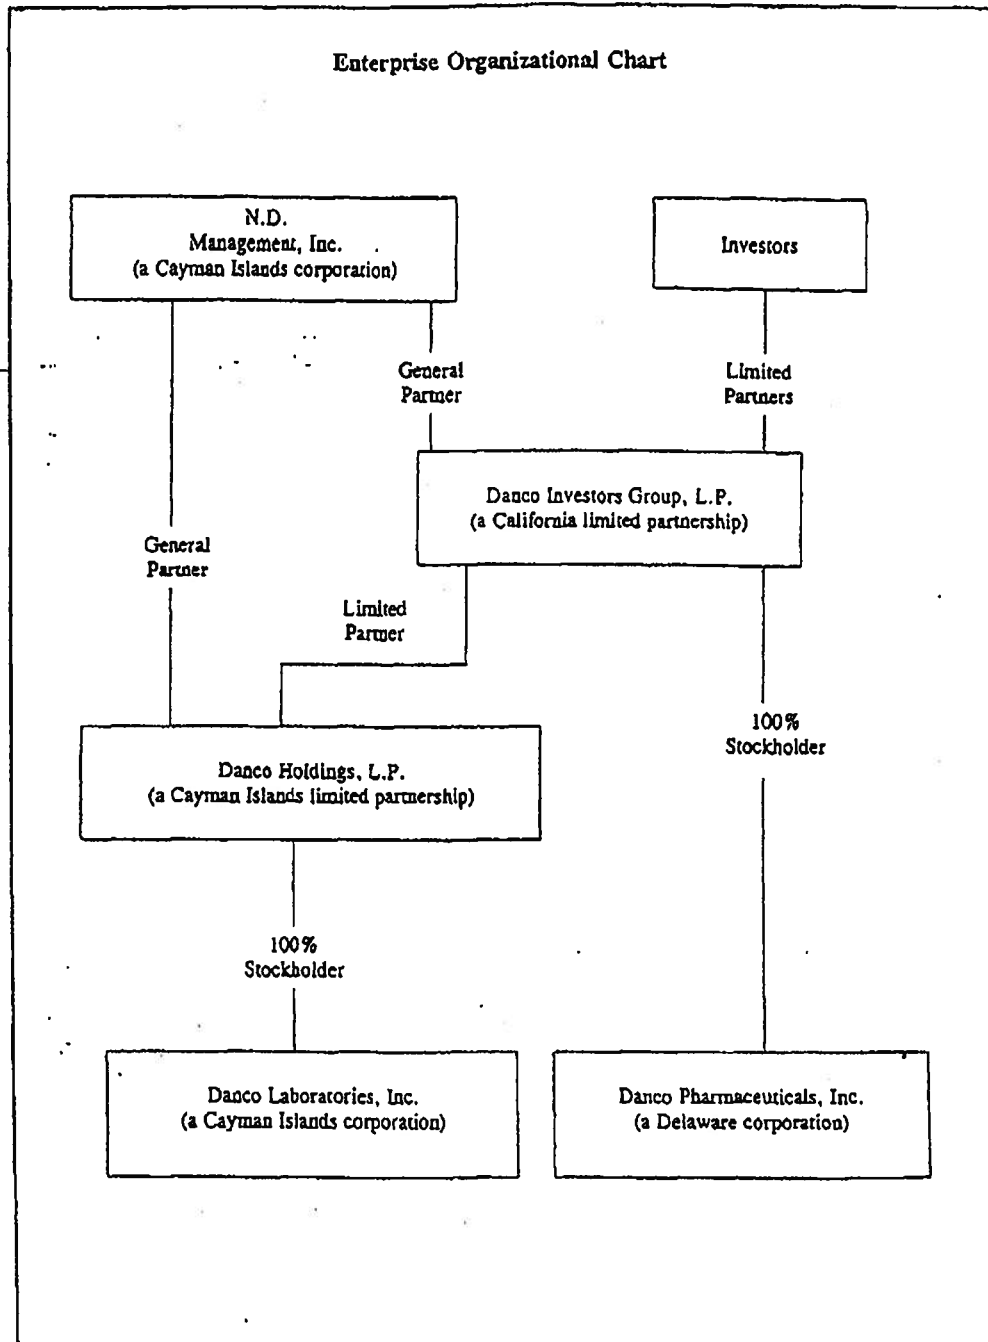 Enterprise Organizational Chart
N.D.
Management, Inc.
(a Cayman Islands corporation)
Investors
General
Partner
Limited
Partners
Danco Investors Group, L.P.
(a California limited partnership)
General
Partner
Limited
Partner
100%
Stockholder
Danco Holdings, L.P.
(a Cayman Islands limited partnership)
100%
Stockholder
Danco Laboratories, Inc.
(a Cayman Islands corporation)
Danco Pharmaceuticals, Inc.
(a Delaware corporation)